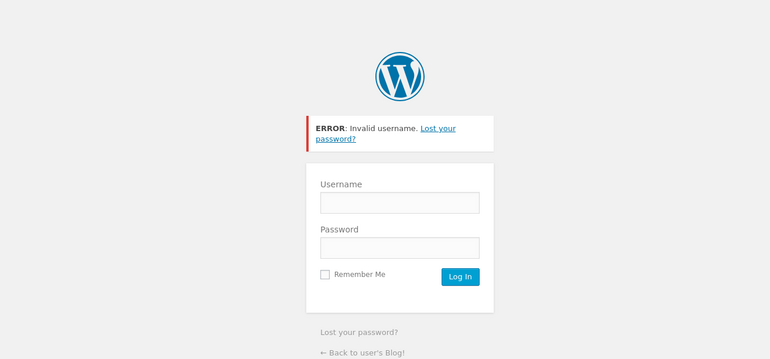 ERROR: Invalid username. Lost your
password?
Username
Password
Remember Me
Log In
Lost your password?
← Back to user's Blog!